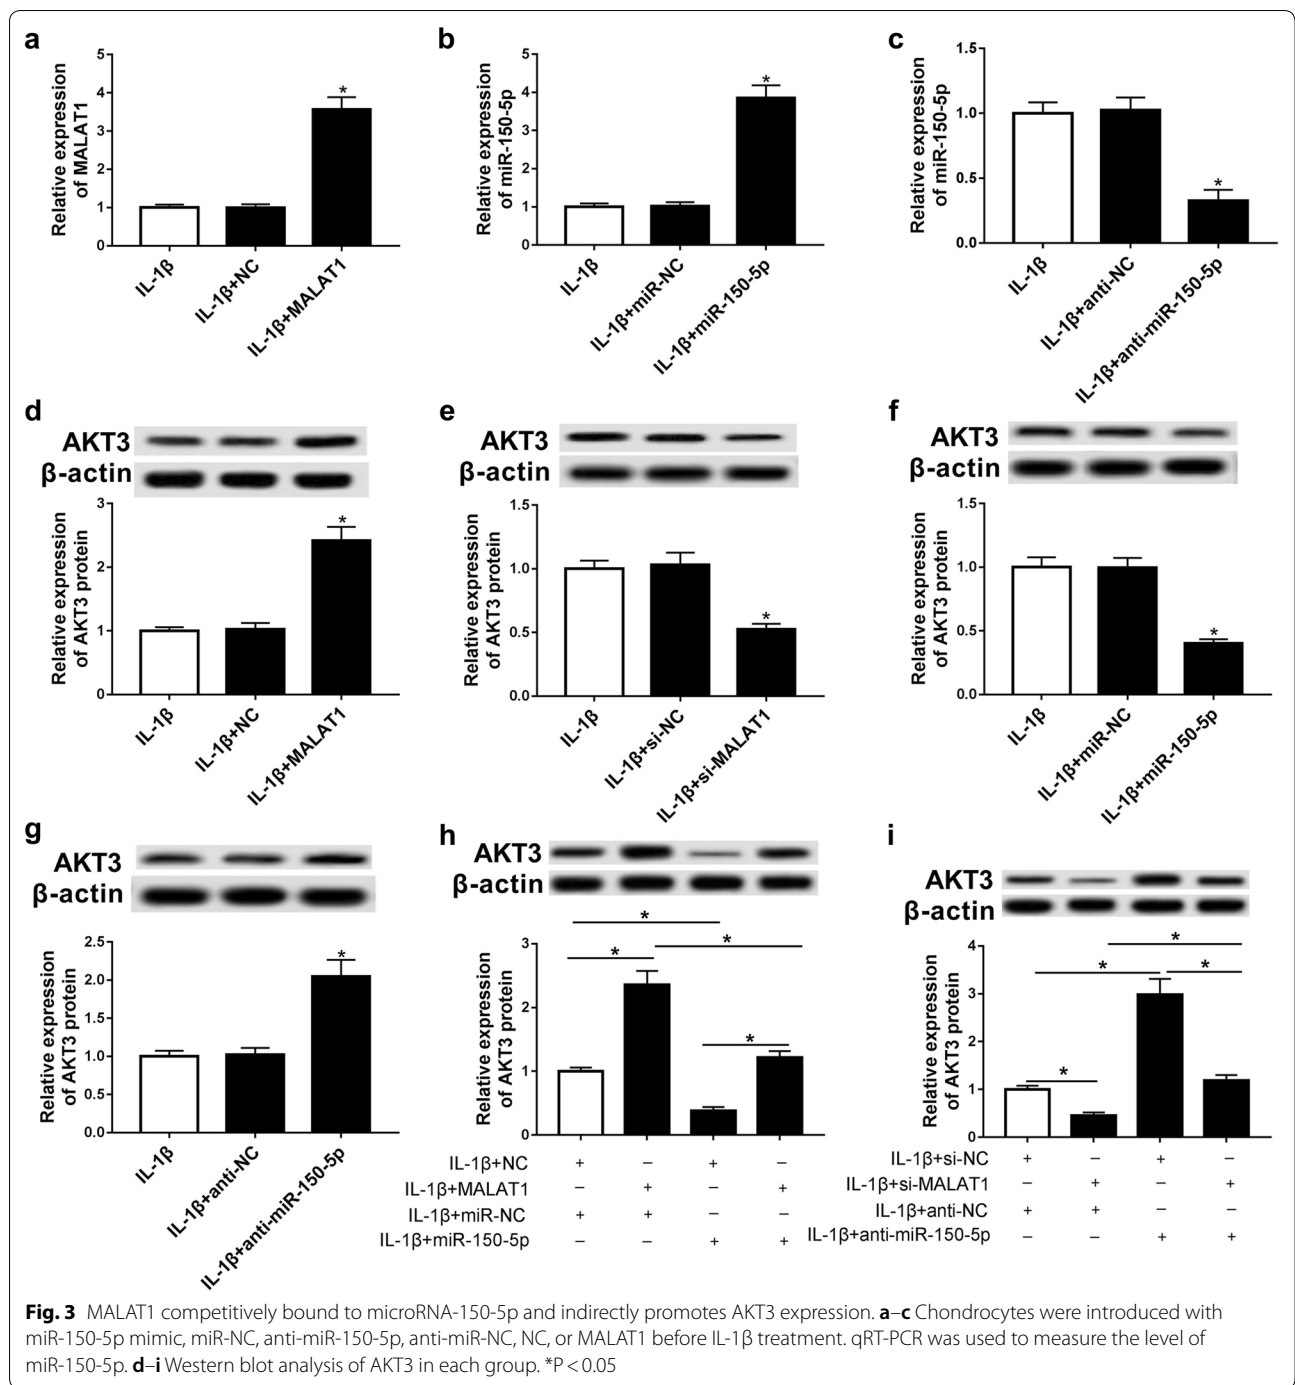 a
Relative expression
of MALAT1
5
4
3
2
1
0
*
IL-1β
IL-1β+NC
IL-1β+MALAT1
b
Relative expression
of miR-150-5p
5
4
3
2
1
0
*
IL-1β
IL-1β+miR-NC
IL-1β+miR-150-5p
c
Relative expression
of miR-150-5p
1.5
1.0
0.5
0.0
*
IL-1β
IL-1β+anti-NC
IL-1β+anti-miR-150-5p
d
AKT3
β-actin
Relative expression
of AKT3 protein
3
2
1
0
*
IL-1β
IL-1β+NC
IL-1β+MALAT1
e
AKT3
β-actin
Relative expression
of AKT3 protein
1.5
1.0
0.5
0.0
*
IL-1β
IL-1β+si-NC
IL-1β+si-MALAT1
f
AKT3
β-actin
Relative expression
of AKT3 protein
1.5
1.0
0.5
0.0
*
IL-1β
IL-1β+miR-NC
IL-1β+miR-150-5p
g
AKT3
β-actin
Relative expression
of AKT3 protein
2.5
2.0
1.5
1.0
0.5
0.0
*
IL-1β
IL-1β+anti-NC
IL-1β+anti-miR-150-5p
h
AKT3
β-actin
Relative expression
of AKT3 protein
3
2
1
0
*
*
*
*
IL-1β+NC + − + −
IL-1β+MALAT1 − + − +
IL-1β+miR-NC + + − −
IL-1β+miR-150-5p − − + +
i
AKT3
β-actin
Relative expression
of AKT3 protein
4
3
2
1
0
*
*
*
*
IL-1β+si-NC + − + −
IL-1β+si-MALAT1 − + − +
IL-1β+anti-NC + + − −
IL-1β+anti-miR-150-5p − − + +
Fig. 3 MALAT1 competitively bound to microRNA-150-5p and indirectly promotes AKT3 expression. a–c Chondrocytes were introduced with
miR-150-5p mimic, miR-NC, anti-miR-150-5p, anti-miR-NC, NC, or MALAT1 before IL-1β treatment. qRT-PCR was used to measure the level of
miR-150-5p. d–i Western blot analysis of AKT3 in each group. *P < 0.05